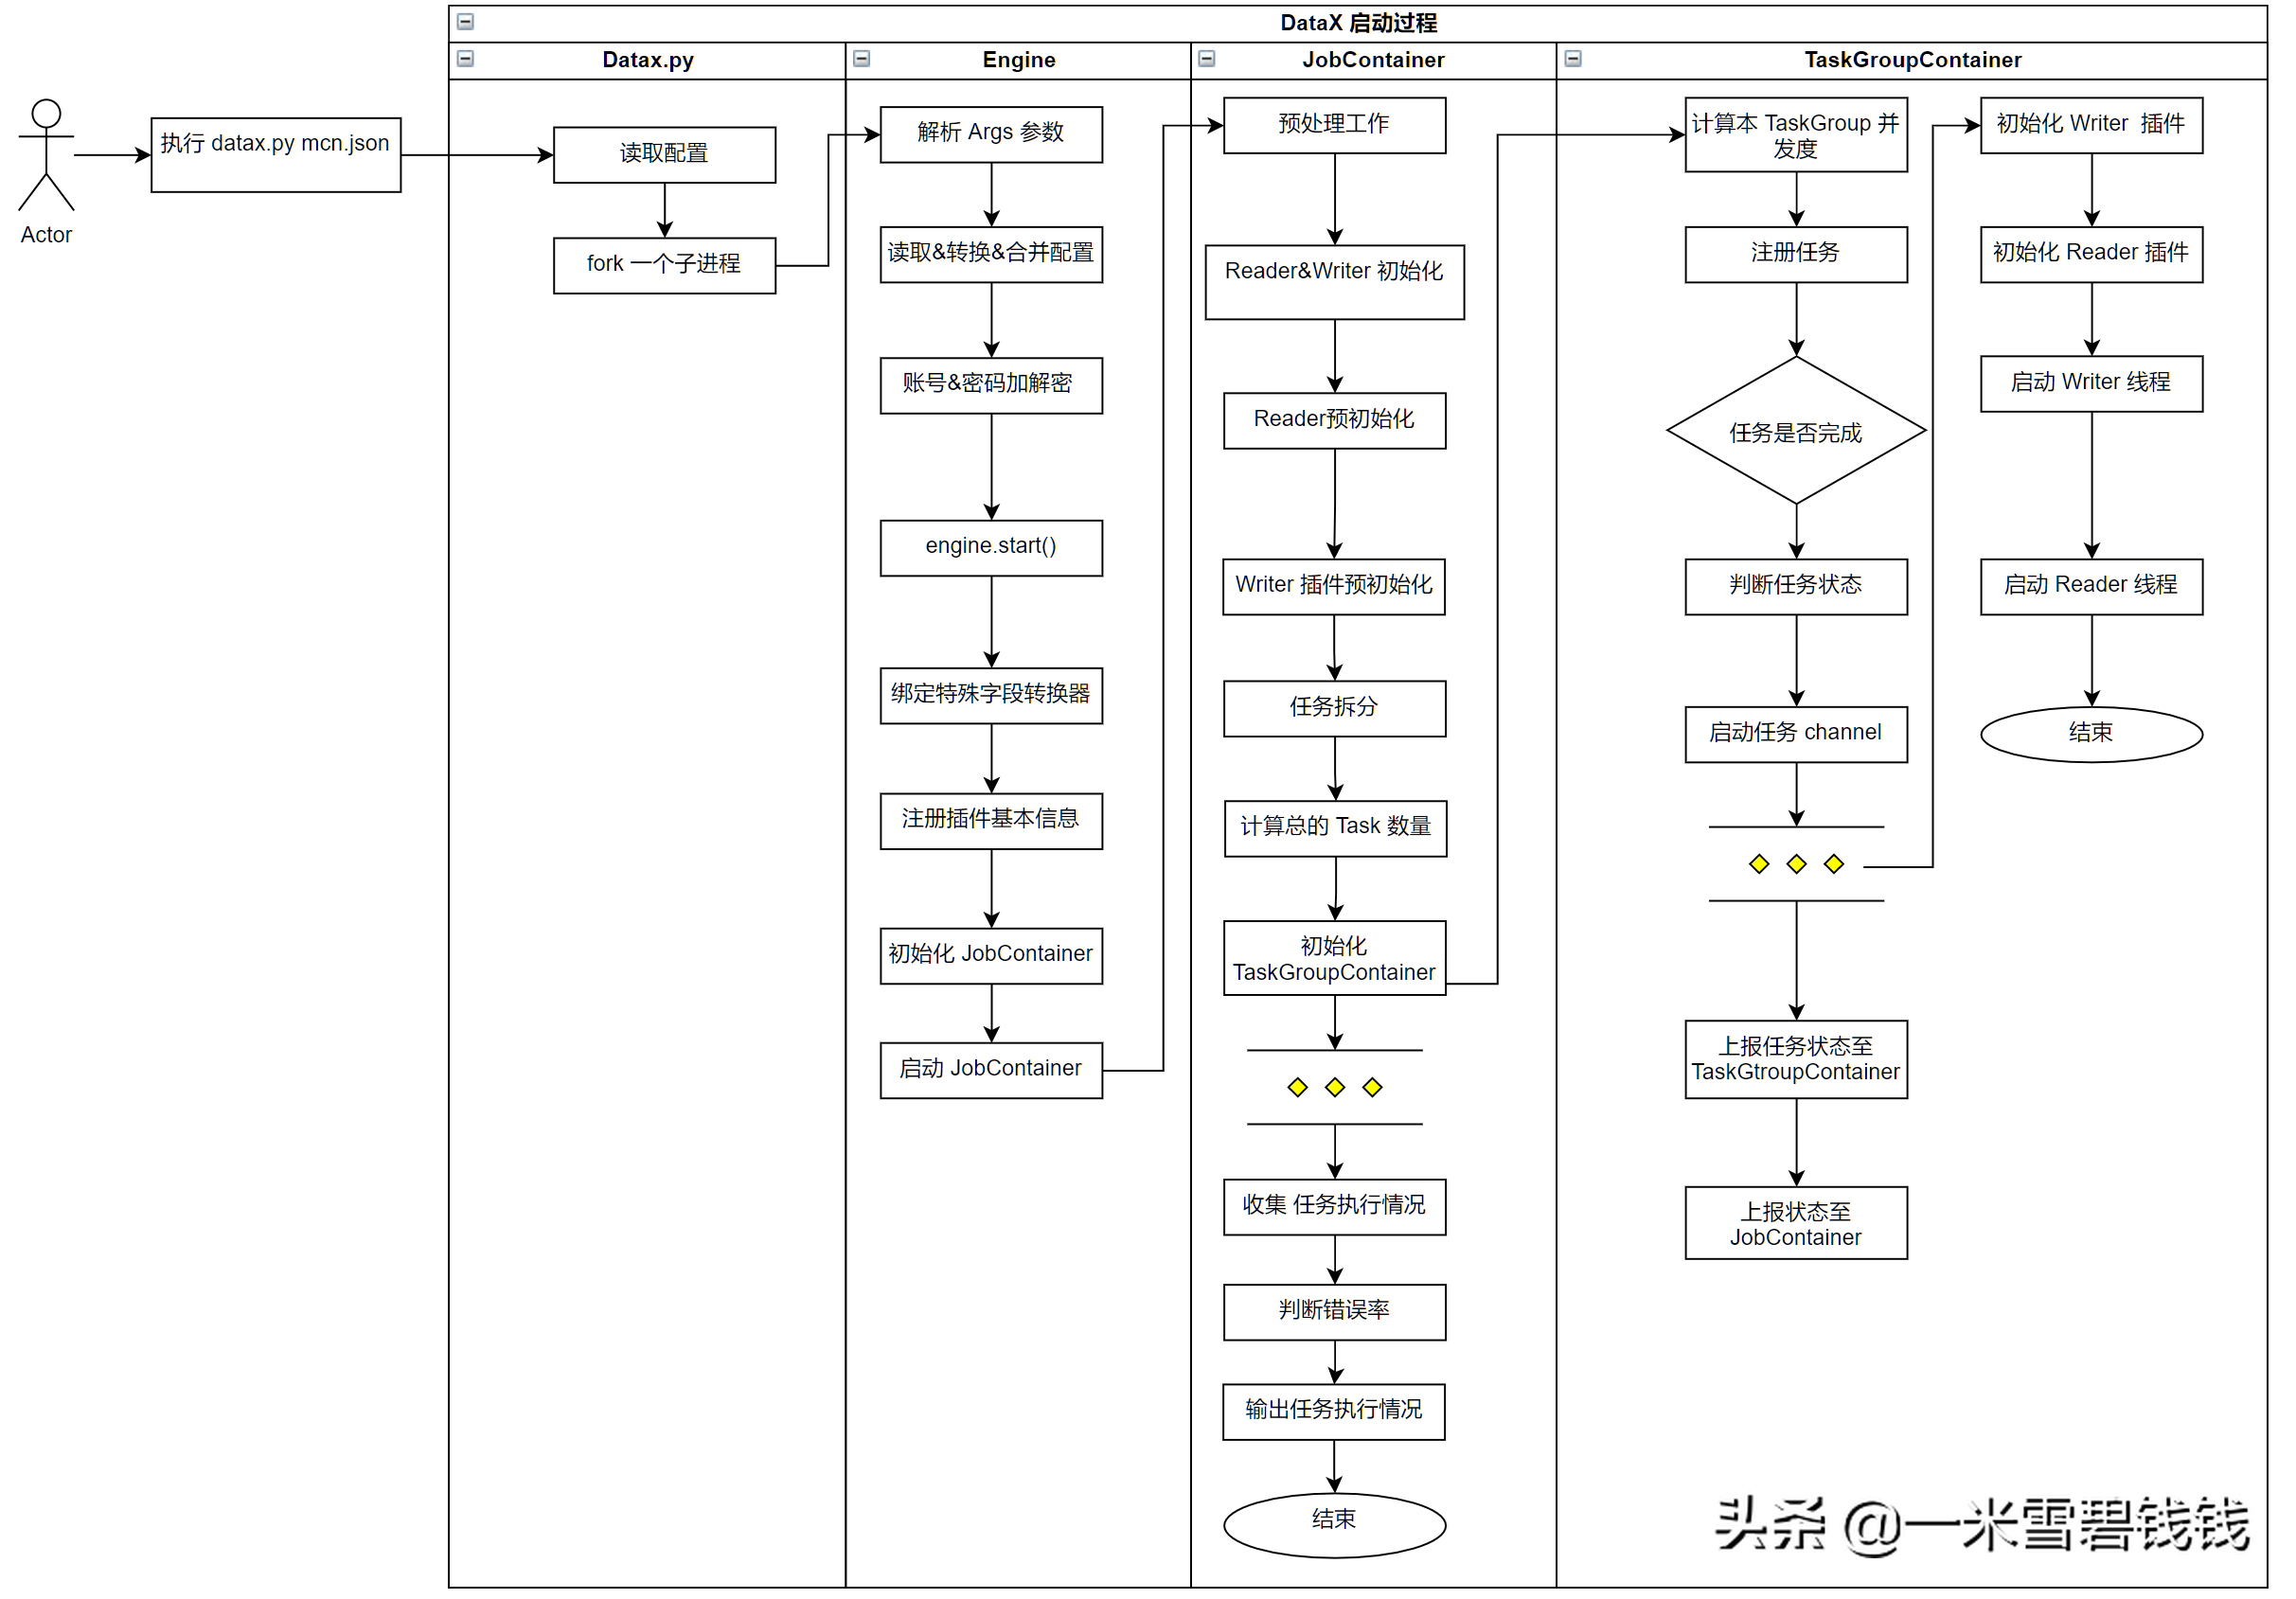 DataX 启动过程
Datax.py
Engine
JobContainer
TaskGroupContainer
Actor
执行 datax.py mcn.json
读取配置
fork 一个子进程
解析 Args 参数
读取&转换&合并配置
账号&密码加解密
engine.start()
绑定特殊字段转换器
注册插件基本信息
初始化 JobContainer
启动 JobContainer
预处理工作
Reader&Writer 初始化
Reader预初始化
Writer 插件预初始化
任务拆分
计算总的 Task 数量
初始化
TaskGroupContainer
收集 任务执行情况
判断错误率
输出任务执行情况
结束
计算本 TaskGroup 并
发度
注册任务
任务是否完成
判断任务状态
启动任务 channel
上报任务状态至
TaskGtroupContainer
上报状态至
JobContainer
初始化 Writer 插件
初始化 Reader 插件
启动 Writer 线程
启动 Reader 线程
结束
头条 @一米雪碧钱钱